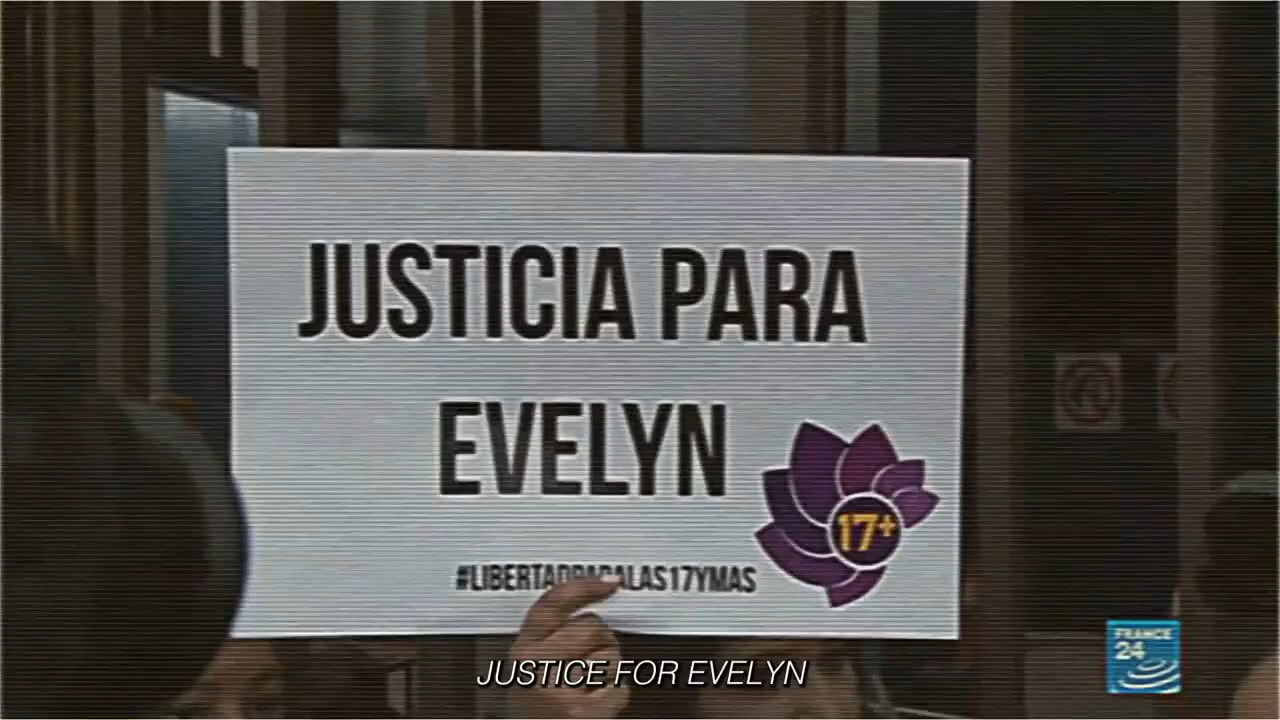 JUSTICIA PARA
EVELYN
17+
#LIBERTADPARALAS17YMAS
JUSTICE FOR EVELYN
FRANCE
24